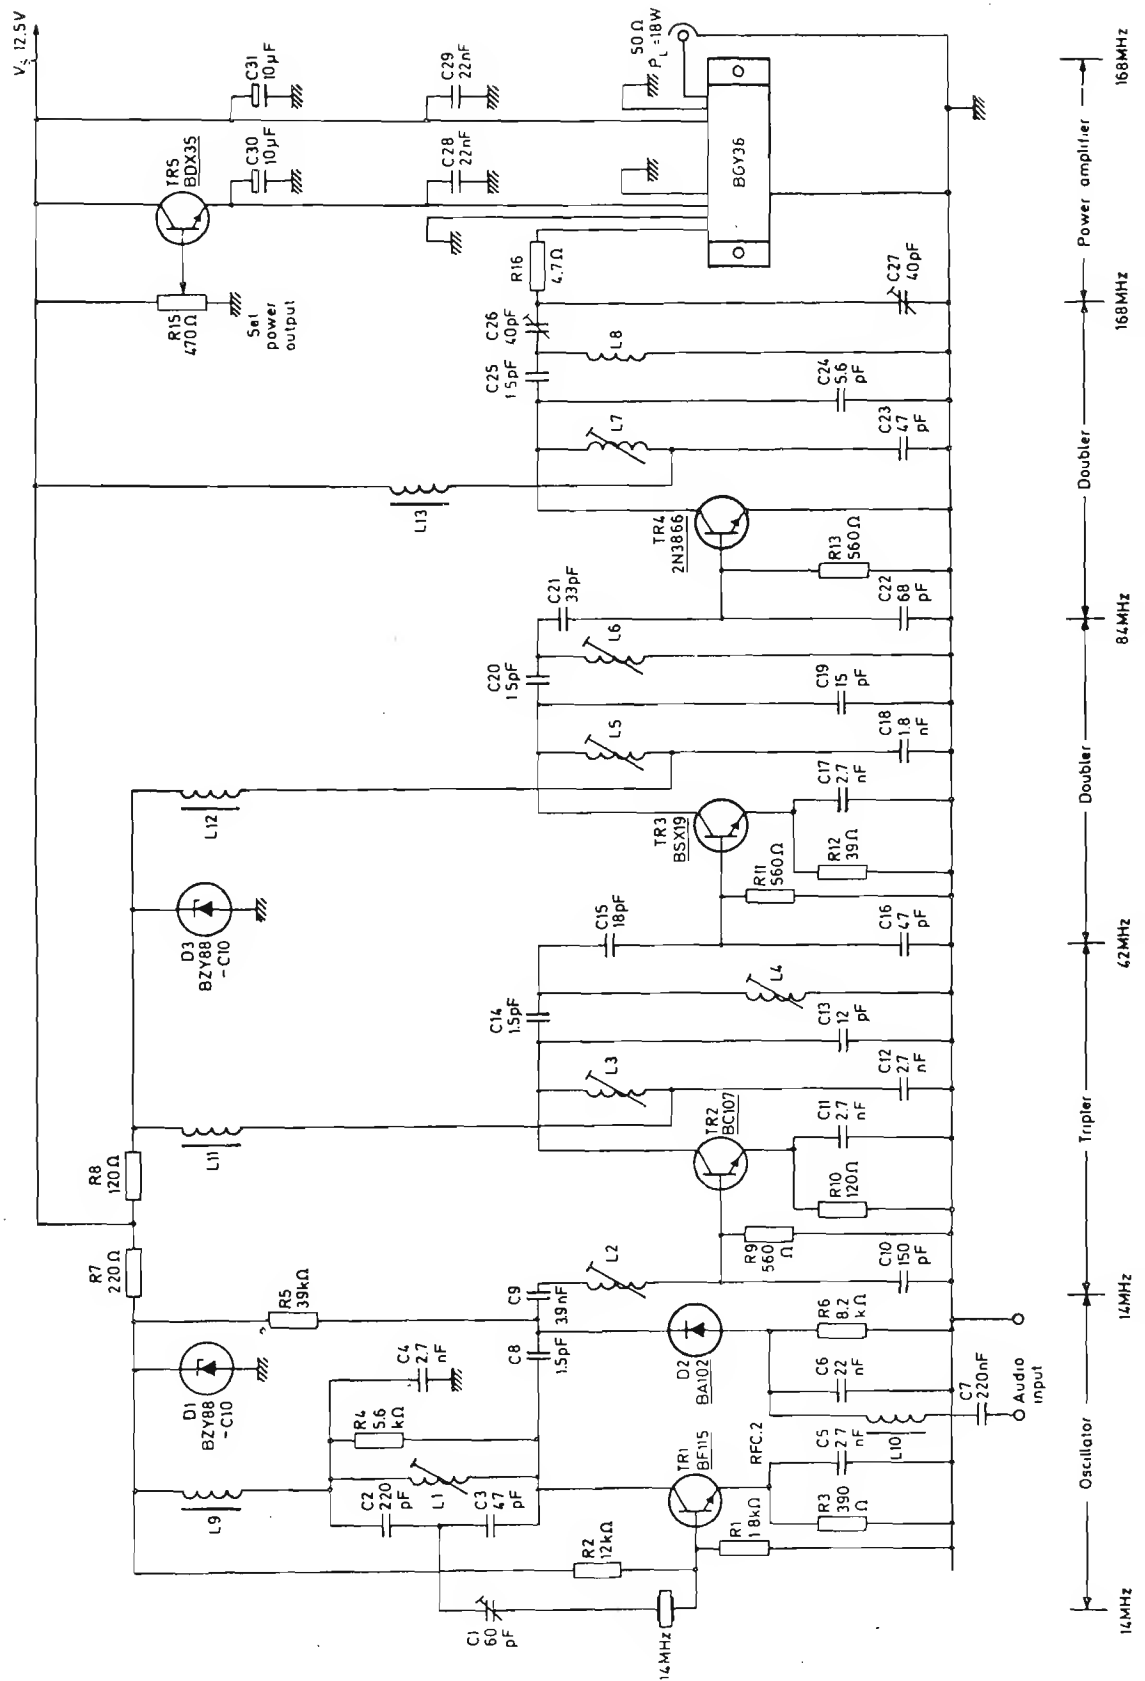 Vs 12.5V
R7
220Ω
R8
120Ω
L9
D1
BZY88
-C10
R5
39kΩ
L11
D3
BZY88
-C10
L12
L13
R15
470Ω
Set
power
output
TR5
BDX35
C30
10µF
C31
10µF
C28
22nF
C29
22nF
C1
60
pF
14MHz
C2
220
pF
L1
C3
47
pF
R4
5.6
kΩ
C4
2.7
nF
R2
12kΩ
C8
1.5pF
C9
3.9nF
L2
L3
C14
1.5pF
L4
C15
18pF
L5
C20
1.5pF
L6
C21
33pF
L7
C25
1.5pF
L8
C26
40pF
R16
4.7Ω
50Ω
PL=18W
BGY36
TR1
BF115
R1
1.8kΩ
R3
390
Ω
RFC.2
C5
2.7
nF
L10
C6
22
nF
D2
BA102
R6
8.2
kΩ
C7
220nF
Audio
input
C10
150
pF
R9
560
Ω
TR2
BC107
R10
120Ω
C11
2.7
nF
C12
2.7
nF
C13
12
pF
C16
47
pF
R11
560Ω
TR3
BSX19
R12
39Ω
C17
2.7
nF
C18
1.8
nF
C19
15
pF
C22
68
pF
R13
560Ω
TR4
2N3866
C23
47
pF
C24
5.6
pF
C27
40pF
Oscillator
Tripler
Doubler
Doubler
Power amplifier
14MHz
14MHz
42MHz
84MHz
168MHz
168MHz